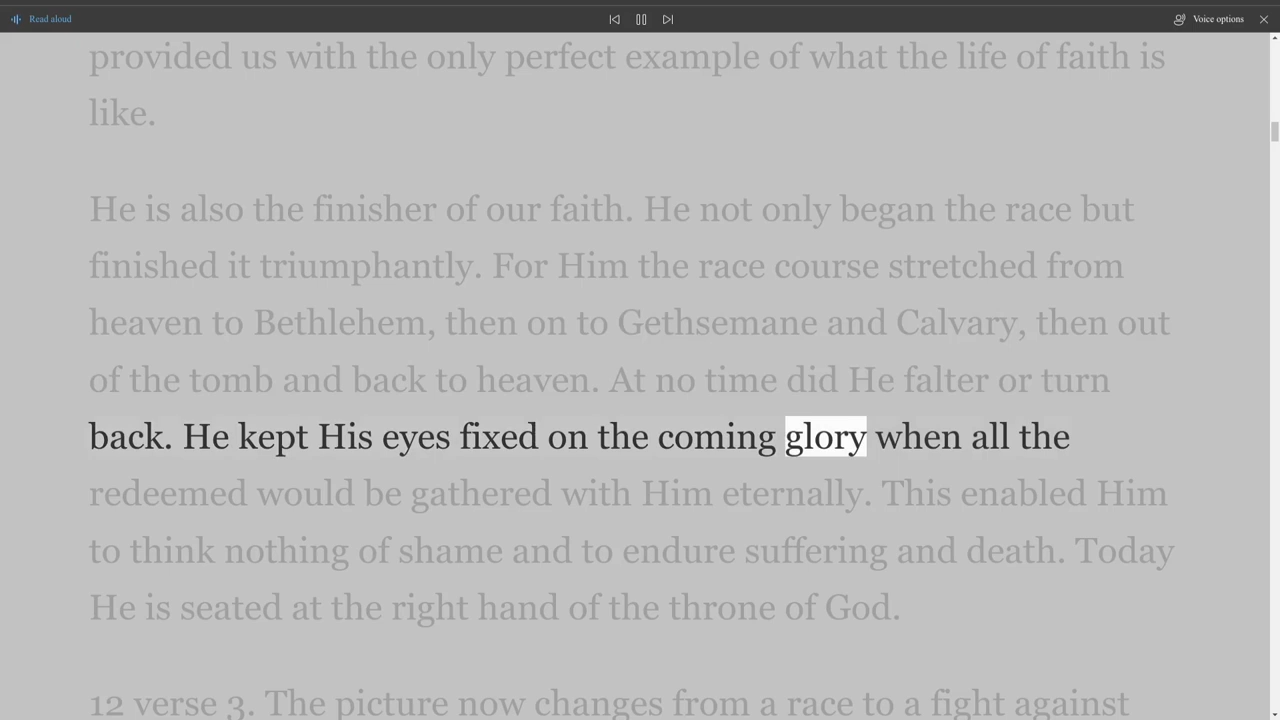 Read aloud
Voice options
provided us with the only perfect example of what the life of faith is
like.
He is also the finisher of our faith. He not only began the race but
finished it triumphantly. For Him the race course stretched from
heaven to Bethlehem, then on to Gethsemane and Calvary, then out
of the tomb and back to heaven. At no time did He falter or turn
back. He kept His eyes fixed on the coming glory when all the
redeemed would be gathered with Him eternally. This enabled Him
to think nothing of shame and to endure suffering and death. Today
He is seated at the right hand of the throne of God.
12 verse 3. The picture now changes from a race to a fight against